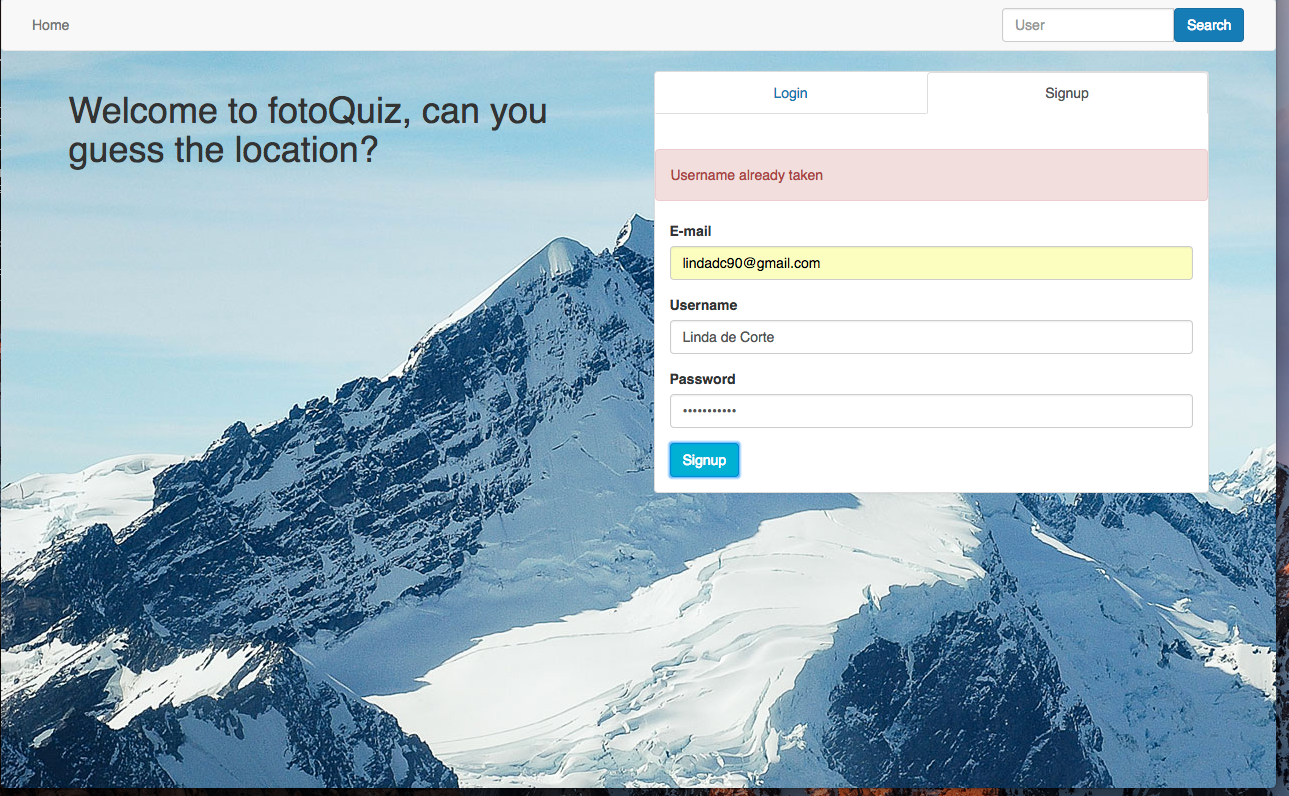 Home
User
Search
Welcome to fotoQuiz, can you
guess the location?
Login
Signup
Username already taken
E-mail
lindadc90@gmail.com
Username
Linda de Corte
Password
•••••••••••
Signup